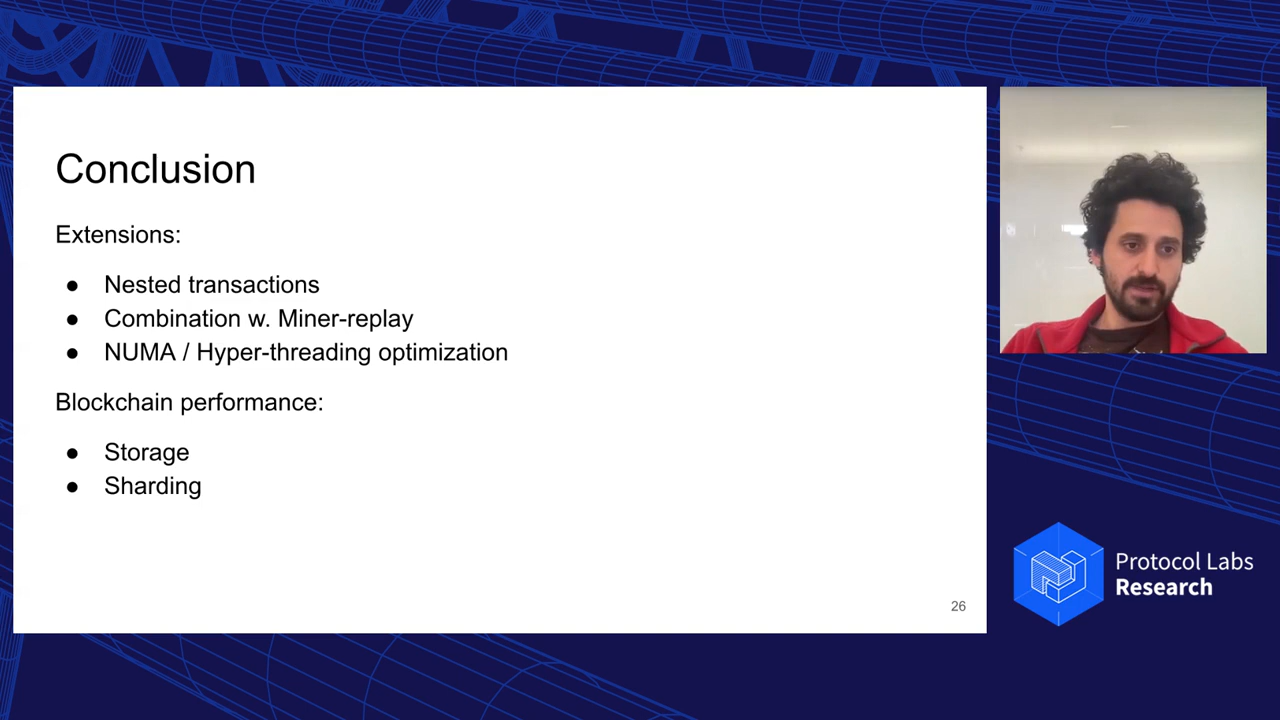 Conclusion
Extensions:
● Nested transactions
● Combination w. Miner-replay
● NUMA / Hyper-threading optimization
Blockchain performance:
● Storage
● Sharding
26
Protocol Labs
Research